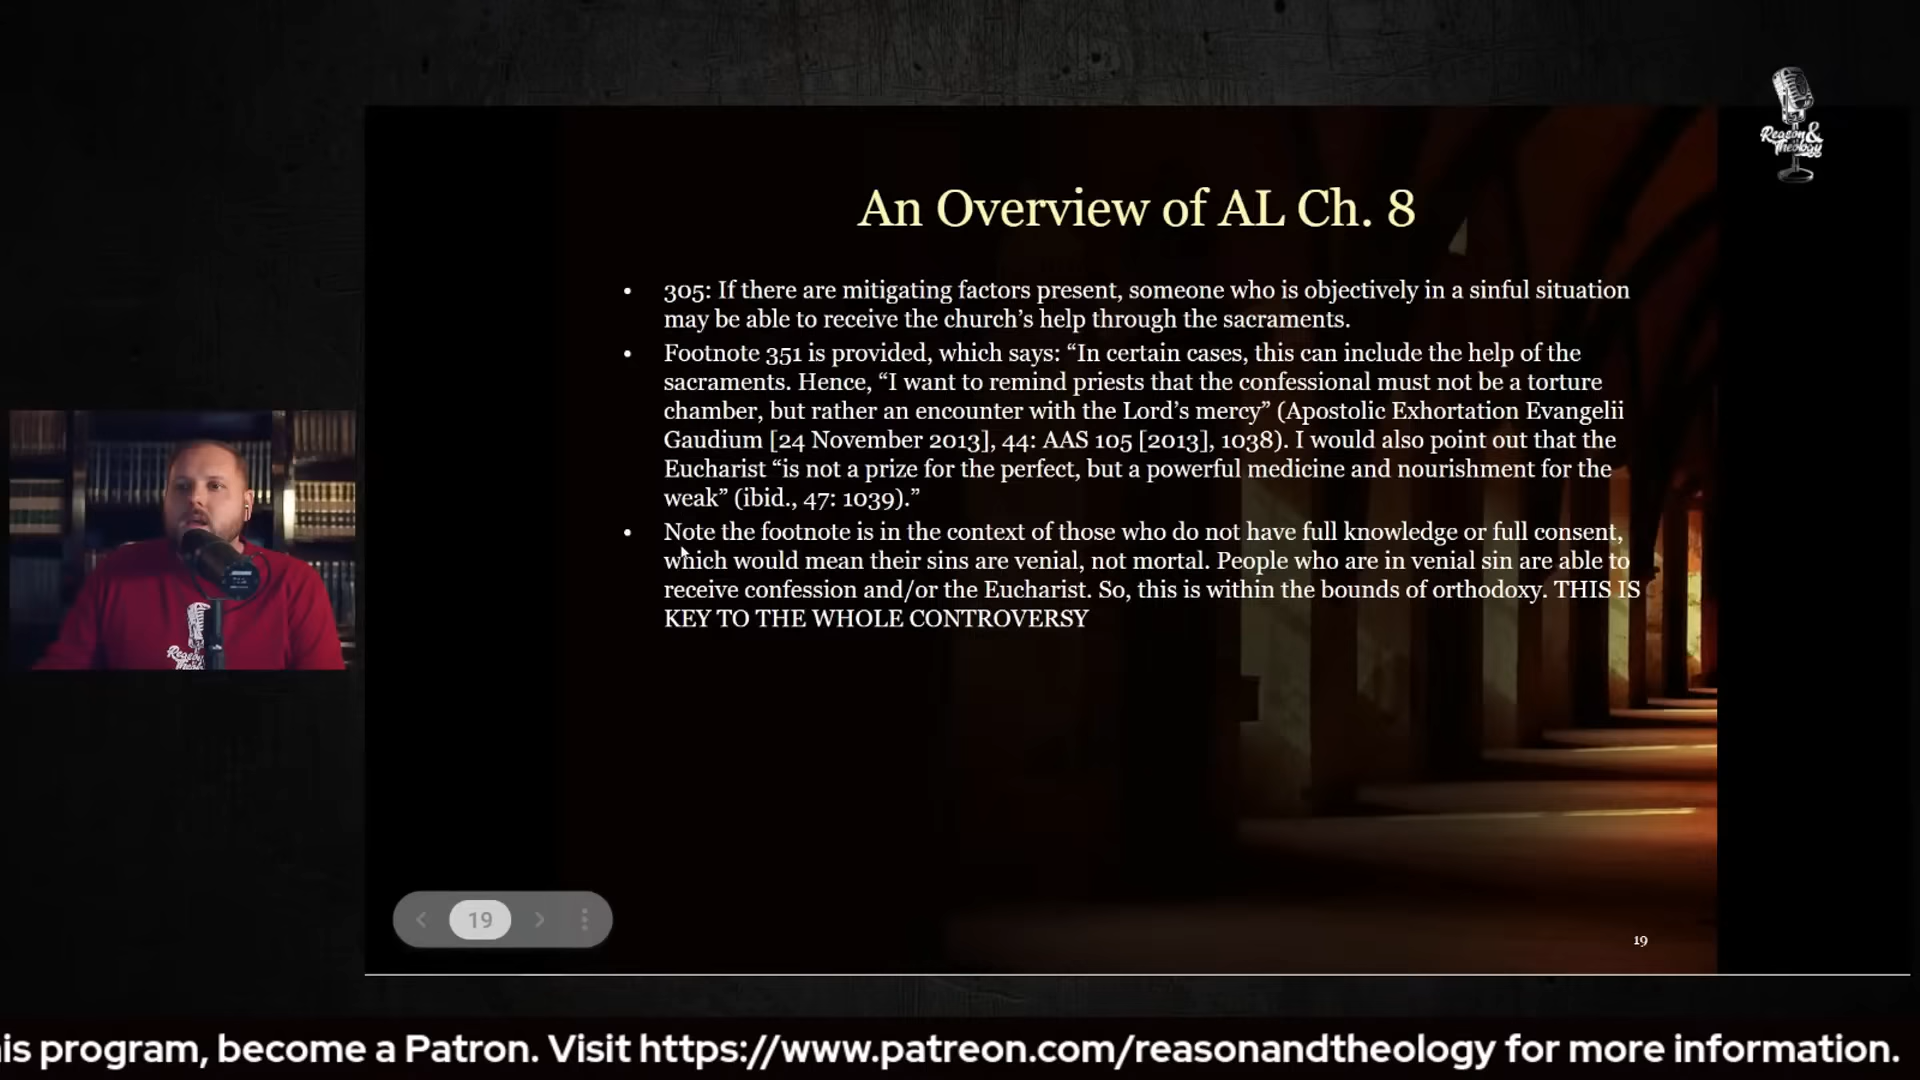 Reason &
Theology
An Overview of AL Ch. 8
• 305: If there are mitigating factors present, someone who is objectively in a sinful situation
may be able to receive the church’s help through the sacraments.
• Footnote 351 is provided, which says: “In certain cases, this can include the help of the
sacraments. Hence, “I want to remind priests that the confessional must not be a torture
chamber, but rather an encounter with the Lord’s mercy” (Apostolic Exhortation Evangelii
Gaudium [24 November 2013], 44: AAS 105 [2013], 1038). I would also point out that the
Eucharist “is not a prize for the perfect, but a powerful medicine and nourishment for the
weak” (ibid., 47: 1039).”
• Note the footnote is in the context of those who do not have full knowledge or full consent,
which would mean their sins are venial, not mortal. People who are in venial sin are able to
receive confession and/or the Eucharist. So, this is within the bounds of orthodoxy. THIS IS
KEY TO THE WHOLE CONTROVERSY
19
19
is program, become a Patron. Visit https://www.patreon.com/reasonandtheology for more information.